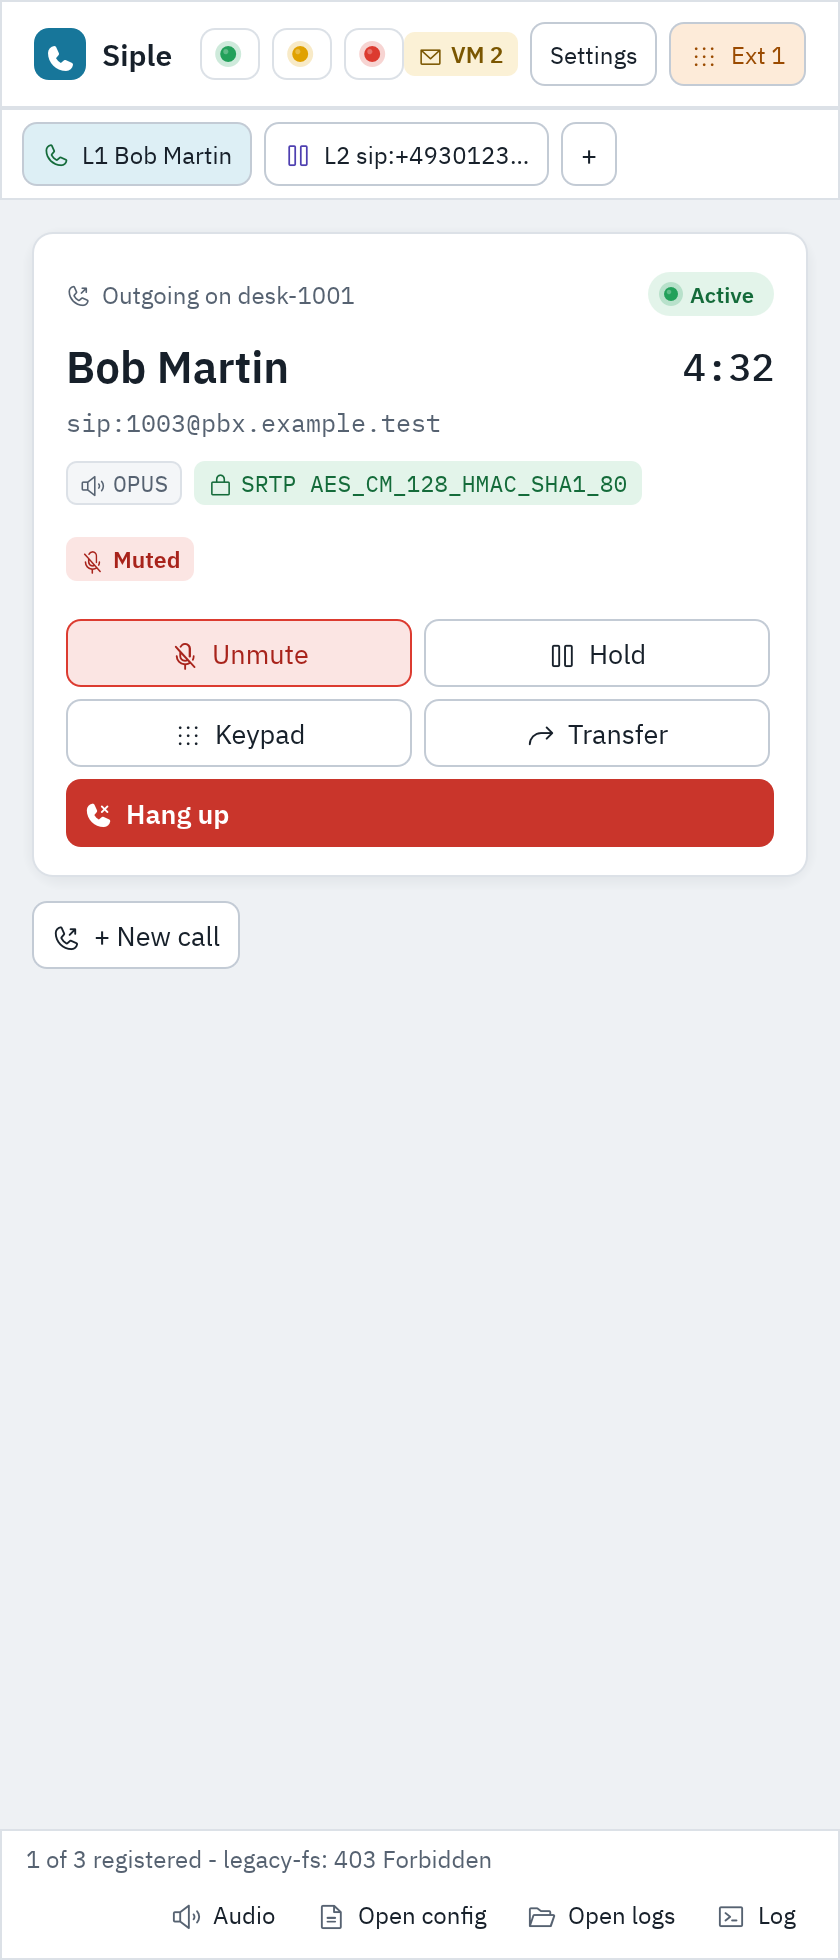 Siple VM 2 Settings Ext 1
L1 Bob Martin L2 sip:+4930123... +
Outgoing on desk-1001 Active
Bob Martin 4:32
sip:1003@pbx.example.test
OPUS SRTP AES_CM_128_HMAC_SHA1_80
Muted
Unmute Hold
Keypad Transfer
Hang up
+ New call
1 of 3 registered - legacy-fs: 403 Forbidden
Audio Open config Open logs Log